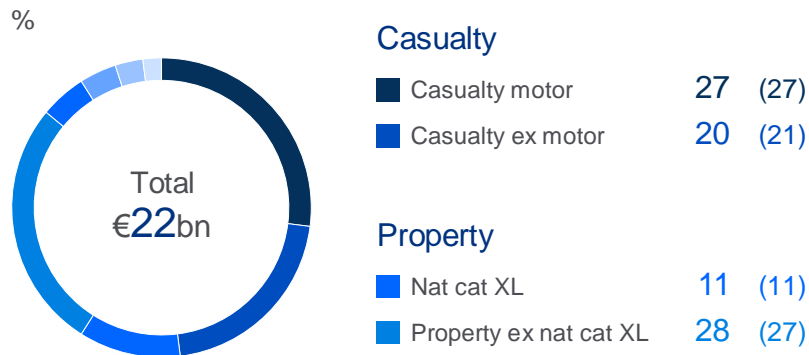 %
Total
€22bn
Casualty
Casualty motor 27 (27)
Casualty ex motor 20 (21)
Property
Nat cat XL 11 (11)
Property ex nat cat XL 28 (27)